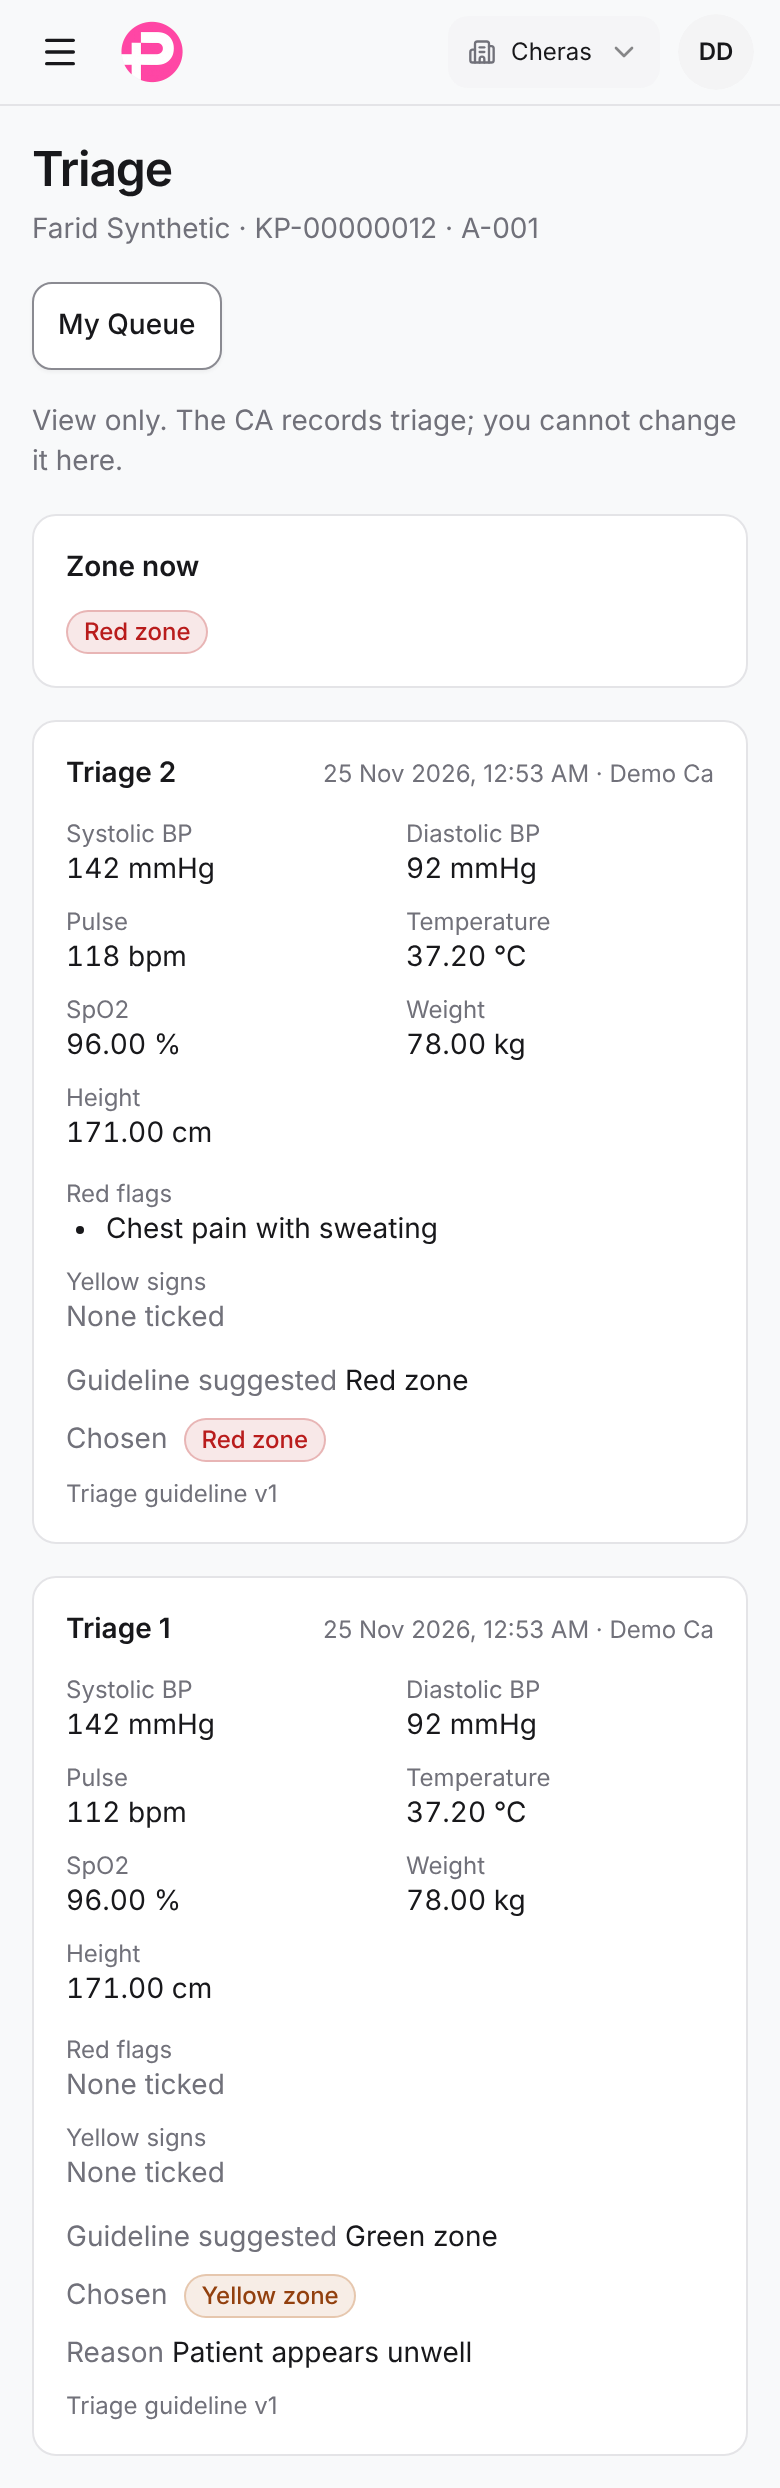 Cheras
DD
Triage
Farid Synthetic · KP-00000012 · A-001
My Queue
View only. The CA records triage; you cannot change
it here.
Zone now
Red zone
Triage 2
25 Nov 2026, 12:53 AM · Demo Ca
Systolic BP
Diastolic BP
142 mmHg
92 mmHg
Pulse
Temperature
118 bpm
37.20 °C
SpO2
Weight
96.00 %
78.00 kg
Height
171.00 cm
Red flags
• Chest pain with sweating
Yellow signs
None ticked
Guideline suggested Red zone
Chosen Red zone
Triage guideline v1
Triage 1
25 Nov 2026, 12:53 AM · Demo Ca
Systolic BP
Diastolic BP
142 mmHg
92 mmHg
Pulse
Temperature
112 bpm
37.20 °C
SpO2
Weight
96.00 %
78.00 kg
Height
171.00 cm
Red flags
None ticked
Yellow signs
None ticked
Guideline suggested Green zone
Chosen Yellow zone
Reason Patient appears unwell
Triage guideline v1